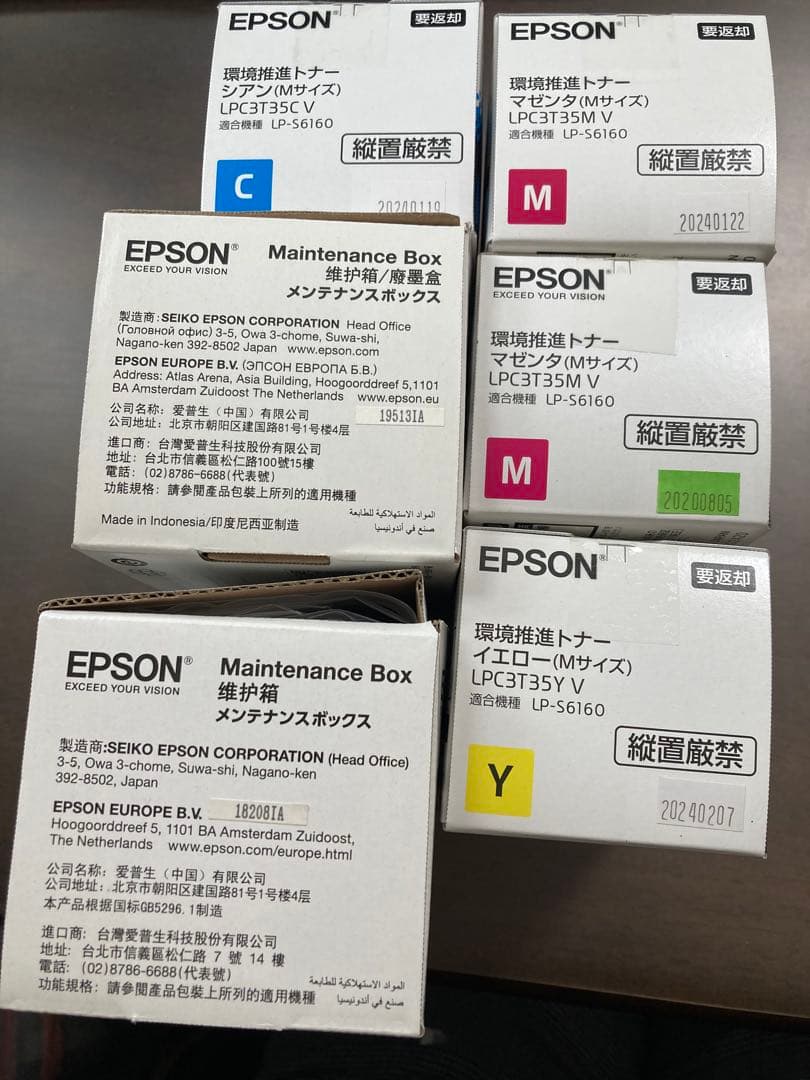 EPSON®
要返却
環境推進トナー
シアン(Mサイズ)
LPC3T35C V
適合機種 LP-S6160
縦置厳禁
C
20240119
EPSON®
要返却
環境推進トナー
マゼンタ(Mサイズ)
LPC3T35M V
適合機種 LP-S6160
縦置厳禁
M
20240122
EPSON®
EXCEED YOUR VISION
Maintenance Box
维护箱/廢墨盒
メンテナンスボックス
製造商:SEIKO EPSON CORPORATION Head Office
(Головной офис) 3-5, Owa 3-chome, Suwa-shi,
Nagano-ken 392-8502 Japan www.epson.com
EPSON EUROPE B.V. (ЭПСОН ЕВРОПА Б.В.)
Address: Atlas Arena, Asia Building, Hoogoorddreef 5,1101
BA Amsterdam Zuidoost The Netherlands www.epson.eu
公司名称: 爱普生(中国)有限公司
19513IA
公司地址: 北京市朝阳区建国路81号1号楼4层
進口商: 台灣愛普生科技股份有限公司
地址: 台北市信義區松仁路100號15樓
電話: (02)8786-6688(代表號)
功能規格: 請參閱產品包裝上所列的適用機種
المواد الاستهلاكية للطابعة
صنع في أندونيسيا
Made in Indonesia/印度尼西亚制造
EPSON®
EXCEED YOUR VISION
要返却
環境推進トナー
マゼンタ(Mサイズ)
LPC3T35M V
適合機種 LP-S6160
縦置厳禁
M
20200805
EPSON®
要返却
環境推進トナー
イエロー(Mサイズ)
LPC3T35Y V
適合機種 LP-S6160
縦置厳禁
Y
20240207
EPSON®
EXCEED YOUR VISION
Maintenance Box
维护箱
メンテナンスボックス
製造商:SEIKO EPSON CORPORATION (Head Office)
3-5, Owa 3-chome, Suwa-shi, Nagano-ken
392-8502, Japan
EPSON EUROPE B.V.
18208IA
Hoogoorddreef 5, 1101 BA Amsterdam Zuidoost,
The Netherlands www.epson.com/europe.html
公司名称: 爱普生(中国)有限公司
公司地址: 北京市朝阳区建国路81号1号楼4层
本产品根据国标GB5296.1制造
進口商: 台灣愛普生科技股份有限公司
地址: 台北市信義區松仁路 7 號 14 樓
電話: (02)8786-6688(代表號)
功能規格: 請參閱產品包裝上所列的適用機種
المواد الاستهلاكية للطابعة
صنع في أندونيسيا